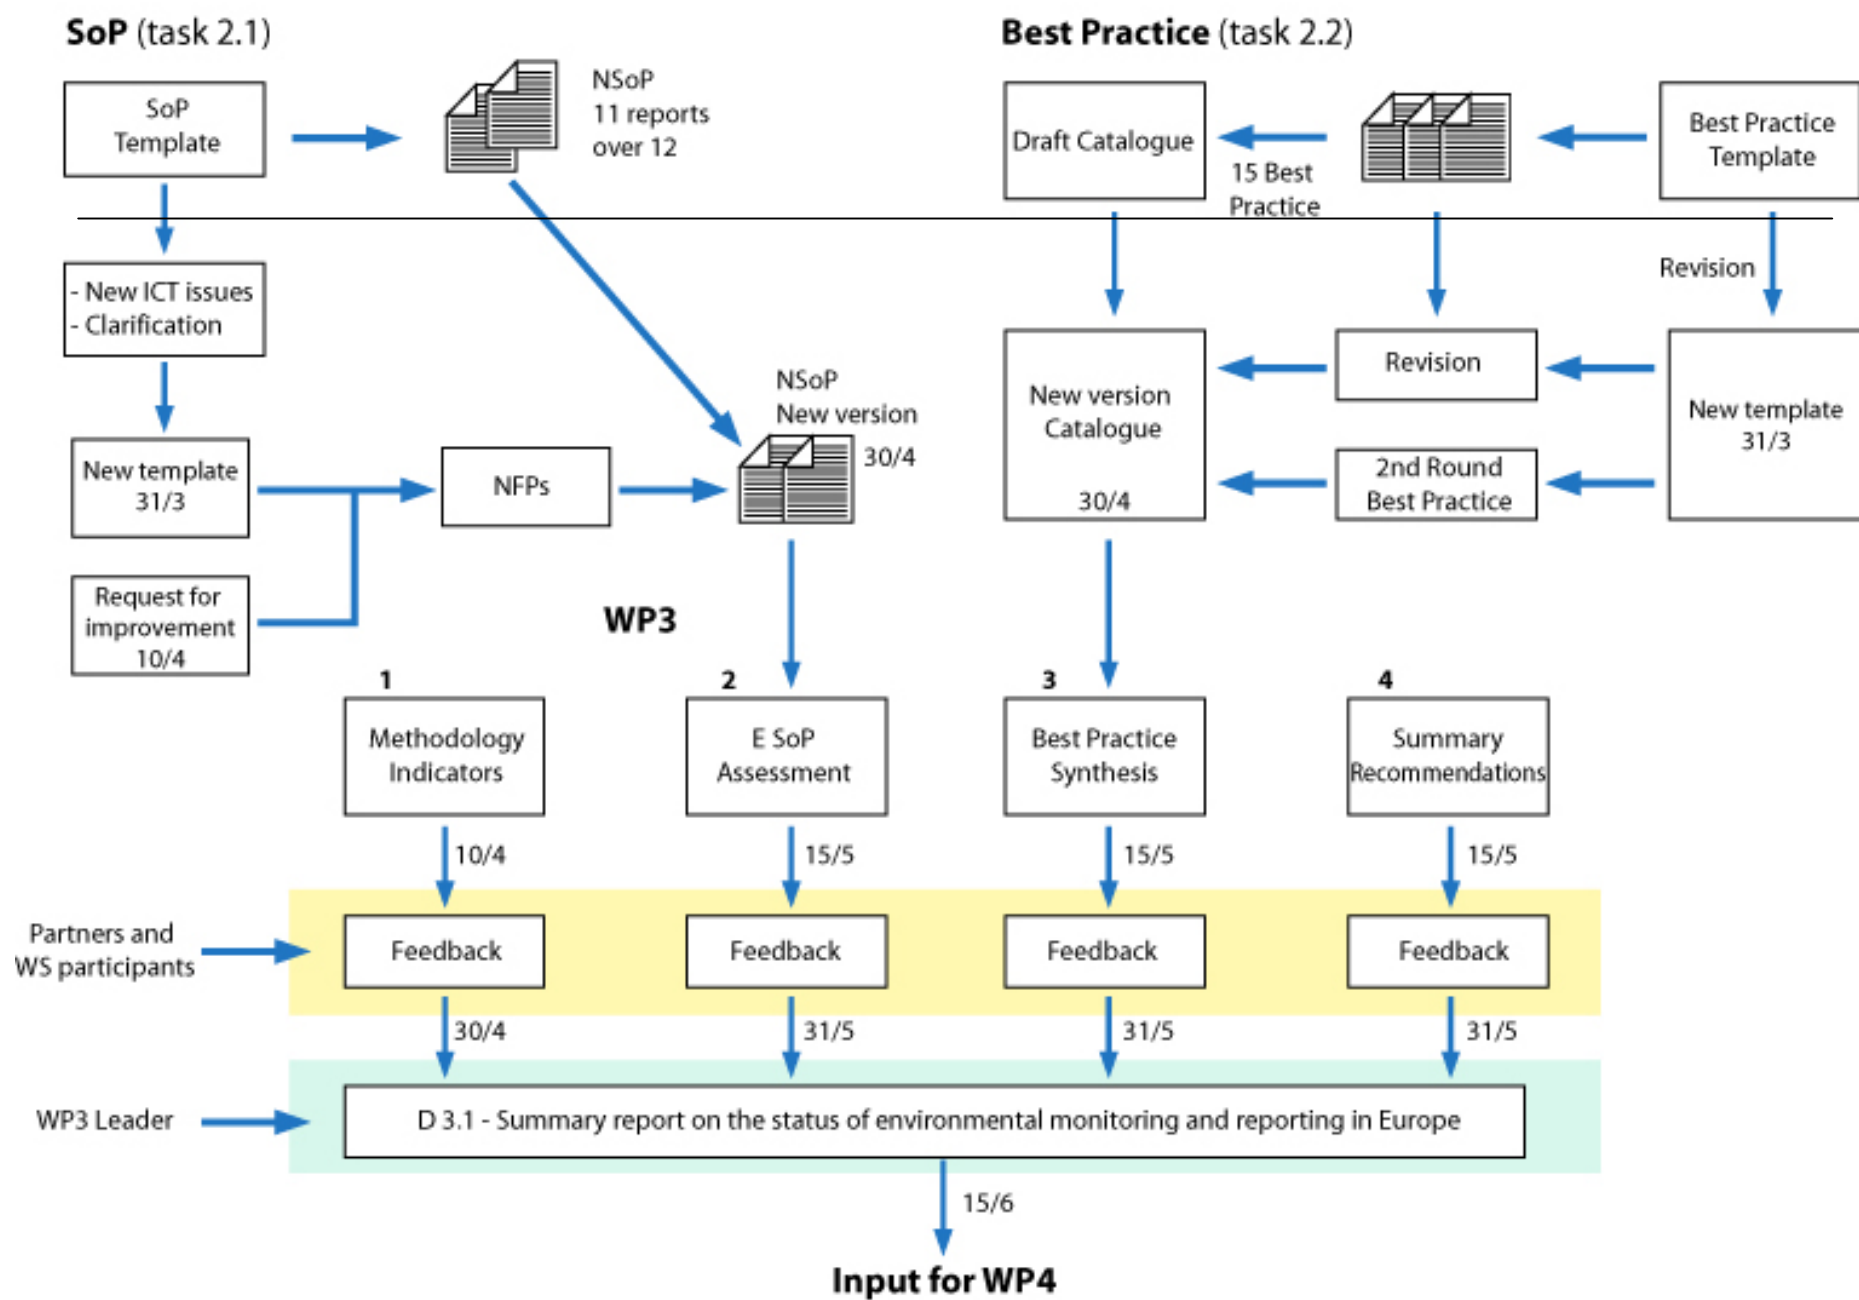 SoP (task 2.1)
Best Practice (task 2.2)
SoP
Template
NSoP
11 reports
over 12
Draft Catalogue
15 Best
Practice
Best Practice
Template
- New ICT issues
- Clarification
Revision
NSoP
New version
30/4
New version
Catalogue
30/4
Revision
New template
31/3
2nd Round
Best Practice
New template
31/3
NFPs
Request for
improvement
10/4
WP3
1
2
3
4
Methodology
Indicators
E SoP
Assessment
Best Practice
Synthesis
Summary
Recommendations
10/4
15/5
15/5
15/5
Partners and
WS participants
Feedback
Feedback
Feedback
Feedback
30/4
31/5
31/5
31/5
WP3 Leader
D 3.1 - Summary report on the status of environmental monitoring and reporting in Europe
15/6
Input for WP4